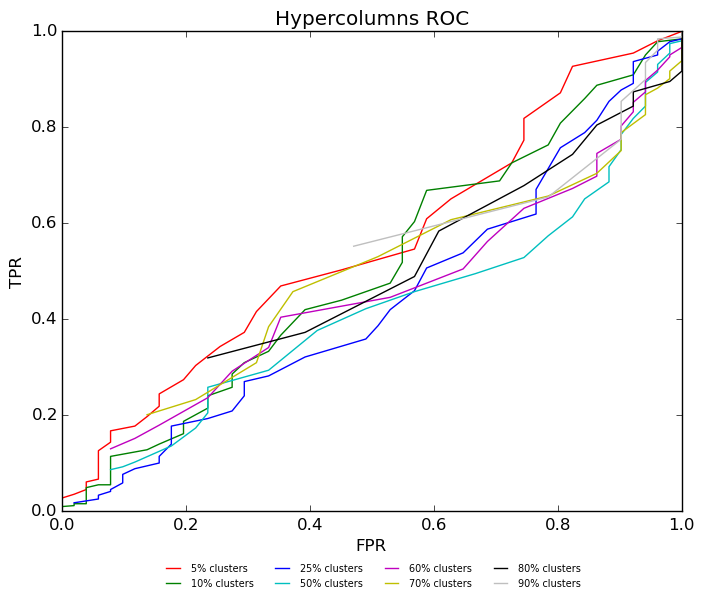 Hypercolumns ROC
1.0
0.8
0.6
0.4
0.2
0.0
TPR
0.0 0.2 0.4 0.6 0.8 1.0
FPR
5% clusters 25% clusters 60% clusters 80% clusters
10% clusters 50% clusters 70% clusters 90% clusters